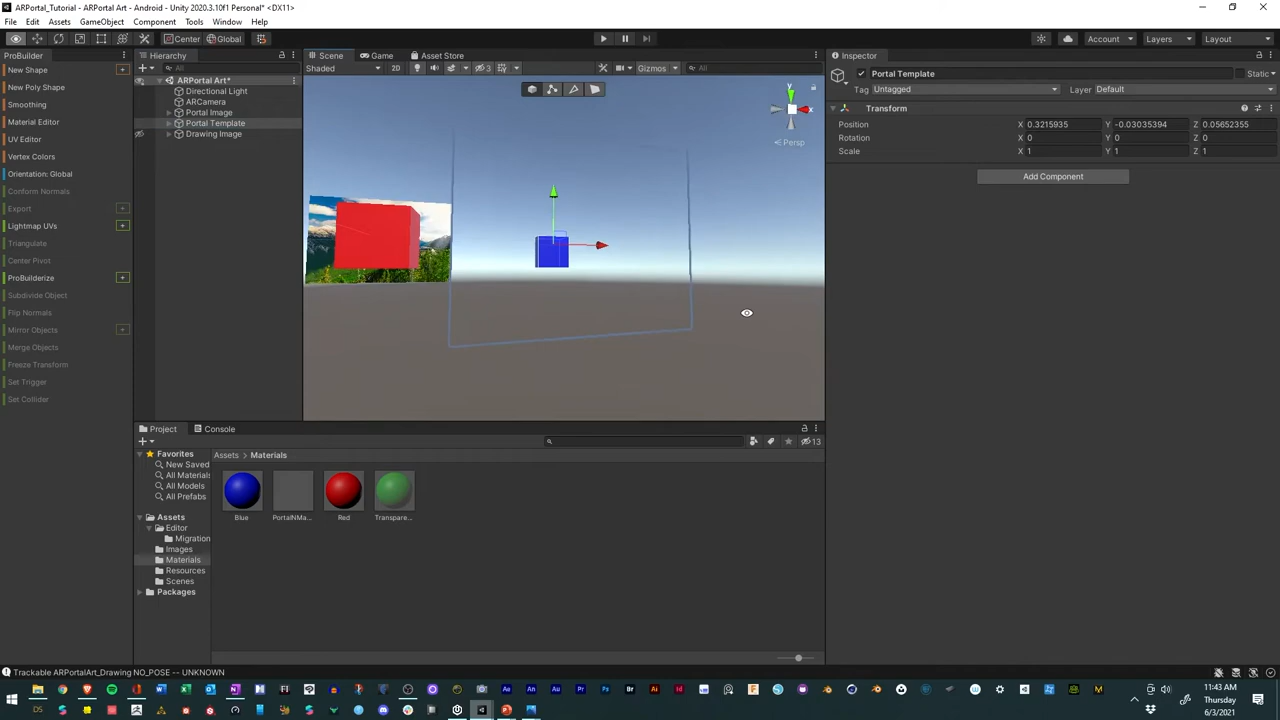 ARPortal_Tutorial - ARPortal Art - Android - Unity 2020.3.10f1 Personal* <DX11>
File Edit Assets GameObject Component Tools Window Help
Center Global Account Layers Layout
ProBuilder
New Shape
New Poly Shape
Smoothing
Material Editor
UV Editor
Vertex Colors
Orientation: Global
Conform Normals
Export
Lightmap UVs
Triangulate
Center Pivot
ProBuilderize
Subdivide Object
Flip Normals
Mirror Objects
Merge Objects
Freeze Transform
Set Trigger
Set Collider
Hierarchy
All
ARPortal Art*
Directional Light
ARCamera
Portal Image
Portal Template
Drawing Image
Scene Game Asset Store
Shaded 2D 3 Gizmos All
y
x
Persp
Inspector
Portal Template Static
Tag Untagged Layer Default
Transform
Position X 0.3215935 Y -0.03035394 Z 0.05652355
Rotation X 0 Y 0 Z 0
Scale X 1 Y 1 Z 1
Add Component
Project Console
13
Favorites
New Saved
All Materials
All Models
All Prefabs
Assets
Editor
Migration
Images
Materials
Resources
Scenes
Packages
Assets > Materials
Blue PortalNMa... Red Transpare...
Trackable ARPortalArt_Drawing NO_POSE -- UNKNOWN
11:43 AM
Thursday
6/3/2021